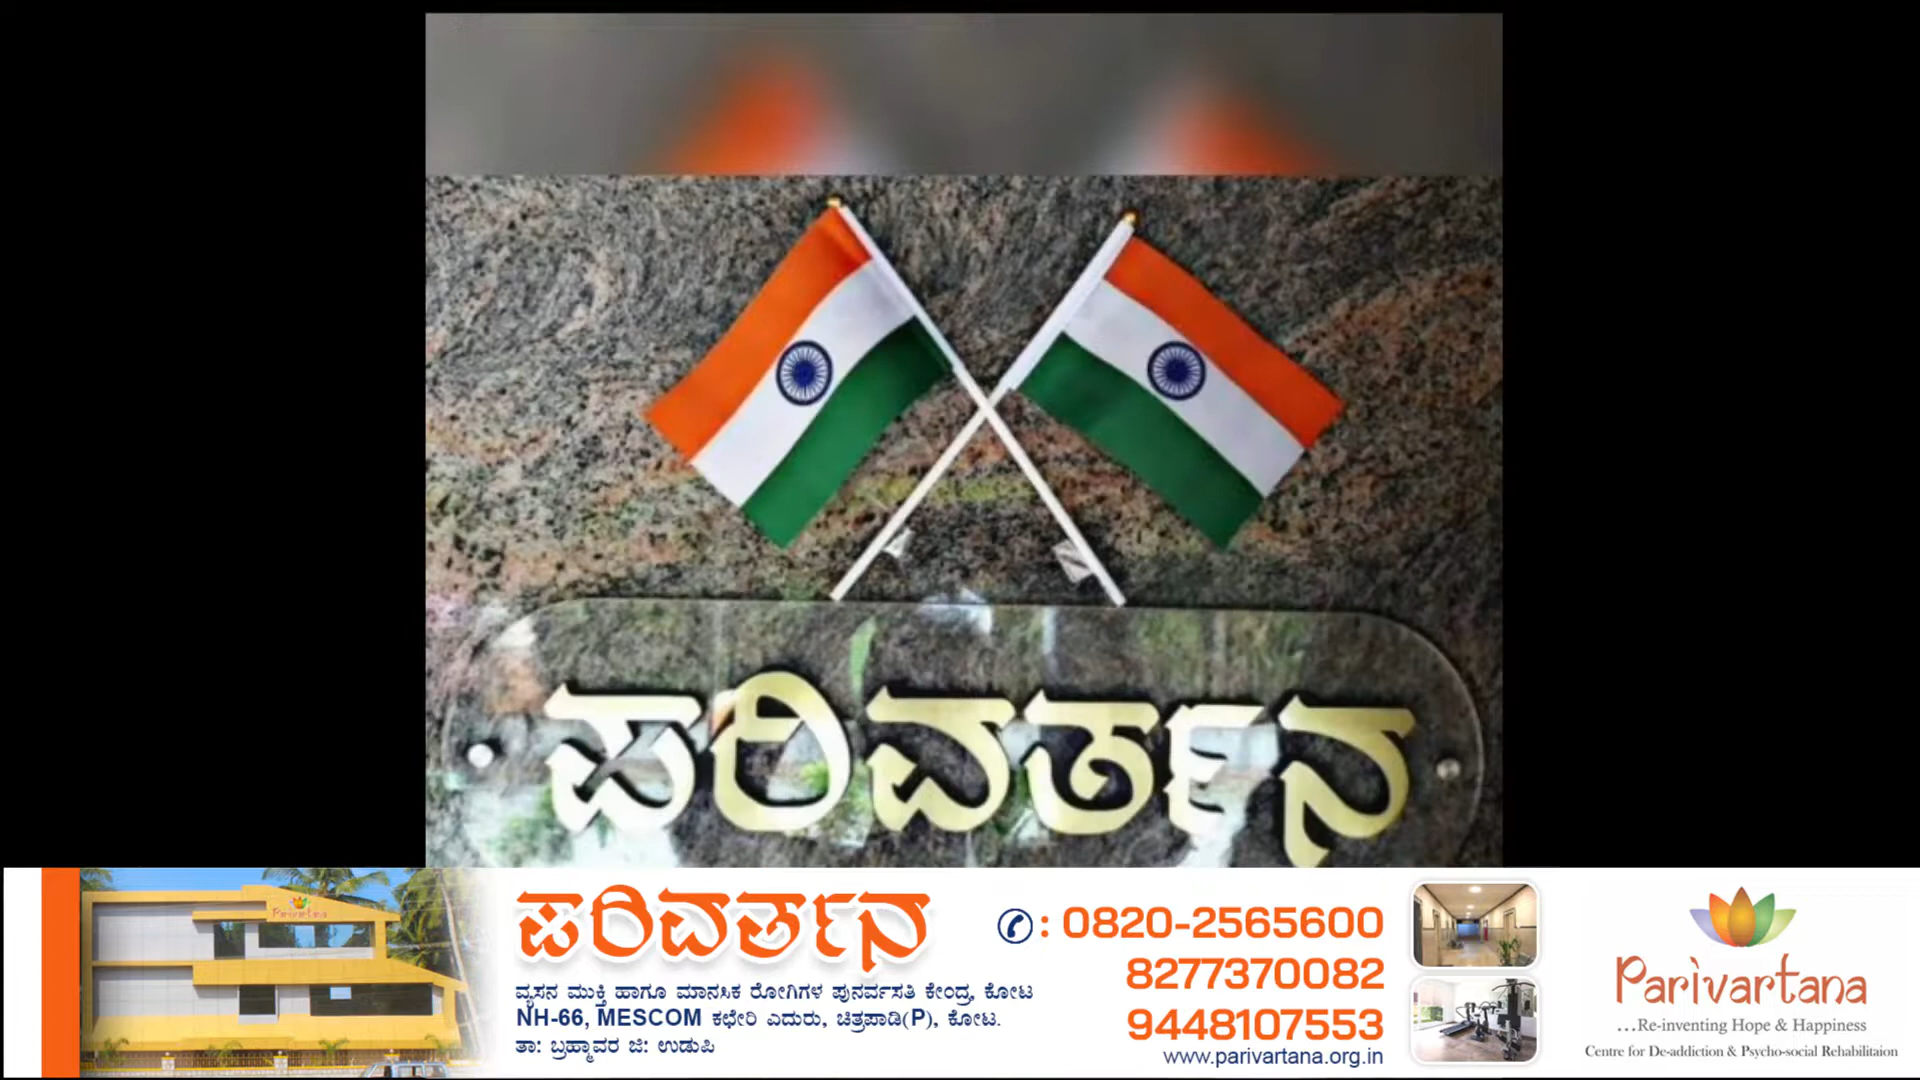 ಪರಿವರ್ತನ
Parivartana
ಪರಿವರ್ತನ
ವ್ಯಸನ ಮುಕ್ತಿ ಹಾಗೂ ಮಾನಸಿಕ ರೋಗಿಗಳ ಪುನರ್ವಸತಿ ಕೇಂದ್ರ, ಕೋಟ
NH-66, MESCOM ಕಛೇರಿ ಎದುರು, ಚಿತ್ರಪಾಡಿ(P), ಕೋಟ.
ತಾ: ಬ್ರಹ್ಮಾವರ ಜಿ: ಉಡುಪಿ
: 0820-2565600
8277370082
9448107553
www.parivartana.org.in
Parivartana
...Re-inventing Hope & Happiness
Centre for De-addiction & Psycho-social Rehabilitaion